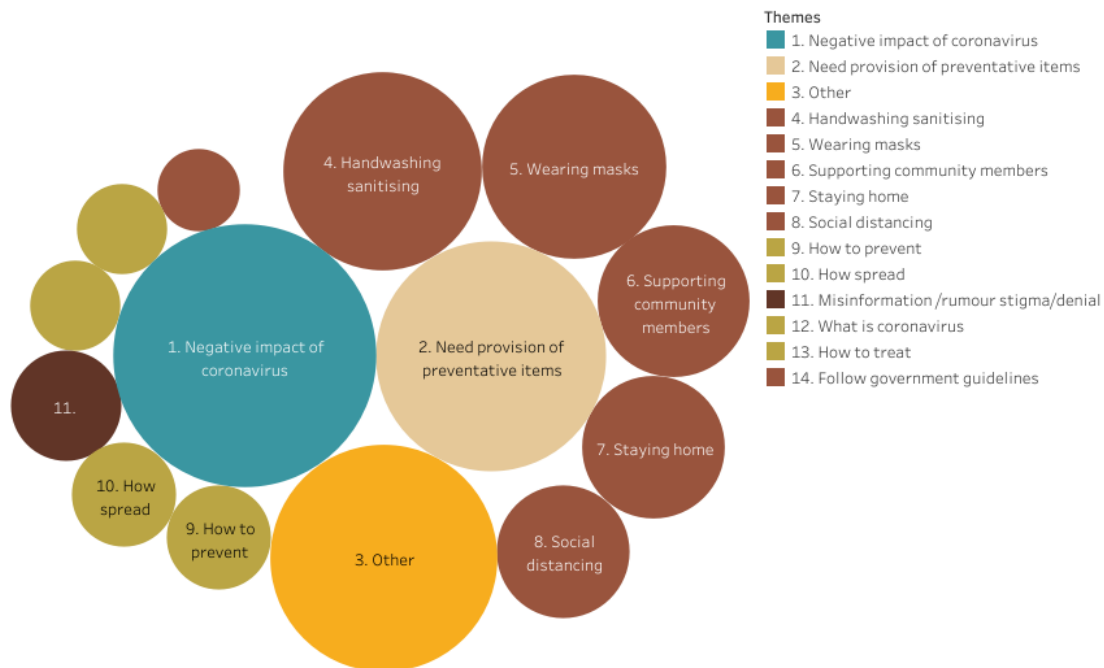 Themes
1. Negative impact of coronavirus
2. Need provision of preventative items
3. Other
4. Handwashing sanitising
5. Wearing masks
6. Supporting community members
7. Staying home
8. Social distancing
9. How to prevent
10. How spread
11. Misinformation/rumour stigma/denial
12. What is coronavirus
13. How to treat
14. Follow government guidelines
4. Handwashing
sanitising
5. Wearing masks
6. Supporting
community
members
1. Negative impact of
coronavirus
2. Need provision of
preventative items
11.
7. Staying home
10. How
spread
9. How to
prevent
3. Other
8. Social
distancing